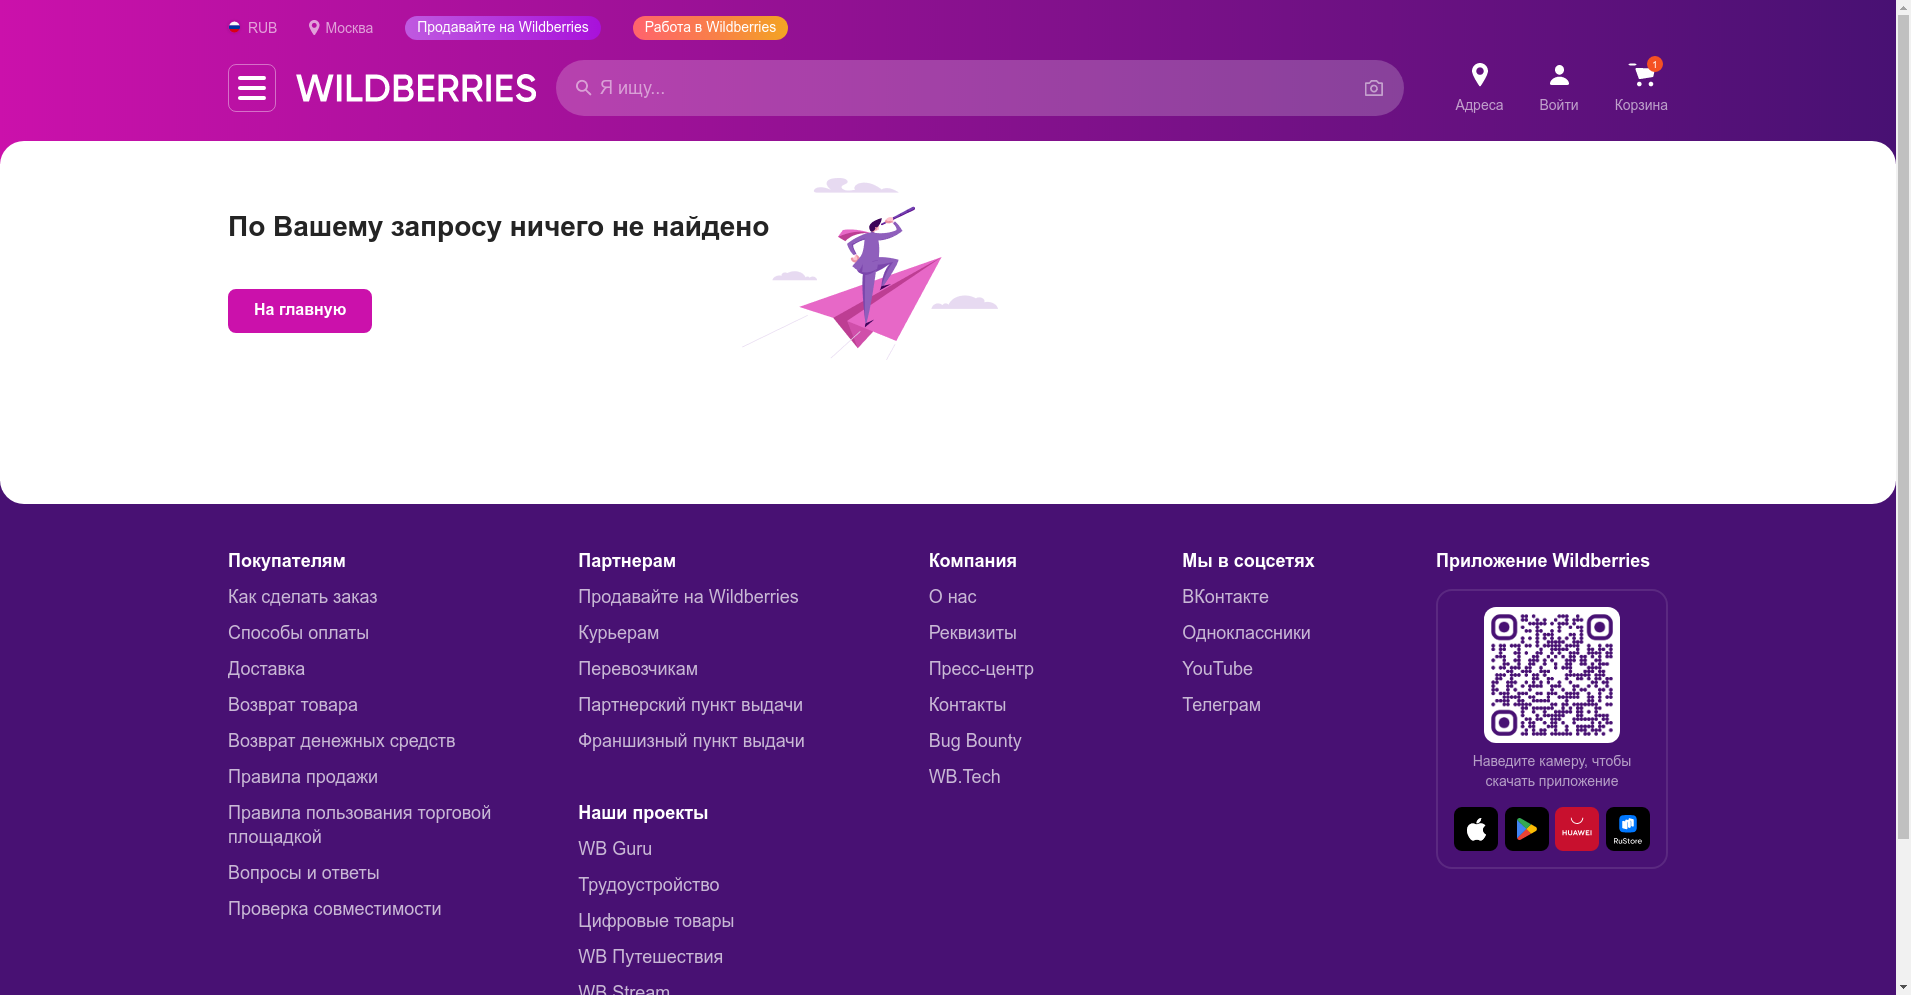 RUB
Москва
Продавайте на Wildberries
Работа в Wildberries
WILDBERRIES
Я ищу...
Адреса
Войти
1
Корзина
По Вашему запросу ничего не найдено
На главную
Покупателям
Как сделать заказ
Способы оплаты
Доставка
Возврат товара
Возврат денежных средств
Правила продажи
Правила пользования торговой
площадкой
Вопросы и ответы
Проверка совместимости
Партнерам
Продавайте на Wildberries
Курьерам
Перевозчикам
Партнерский пункт выдачи
Франшизный пункт выдачи
Наши проекты
WB Guru
Трудоустройство
Цифровые товары
WB Путешествия
WB Stream
Компания
О нас
Реквизиты
Пресс-центр
Контакты
Bug Bounty
WB.Tech
Мы в соцсетях
ВКонтакте
Одноклассники
YouTube
Телеграм
Приложение Wildberries
Наведите камеру, чтобы
скачать приложение
HUAWEI
RuStore